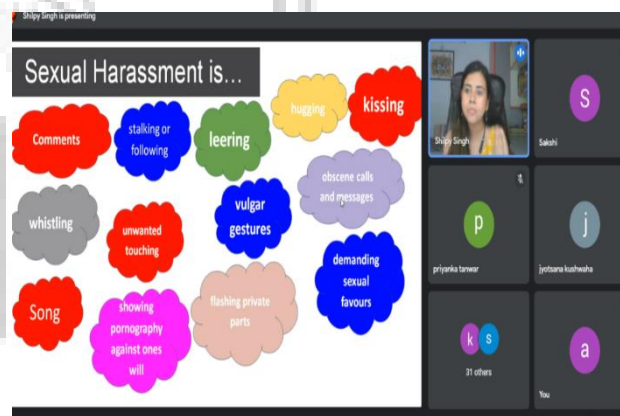 Shilpy Singh is presenting
Sexual Harassment is...
Comments
stalking or
following
leering
hugging
kissing
whistling
unwanted
touching
vulgar
gestures
obscene calls
and messages
Song
showing
pornography
against ones
will
flashing private
parts
demanding
sexual
favours
Shilpy Singh
S
Sakshi
p
priyanka tanwar
j
jyotsana kushwaha
k s
31 others
a
You